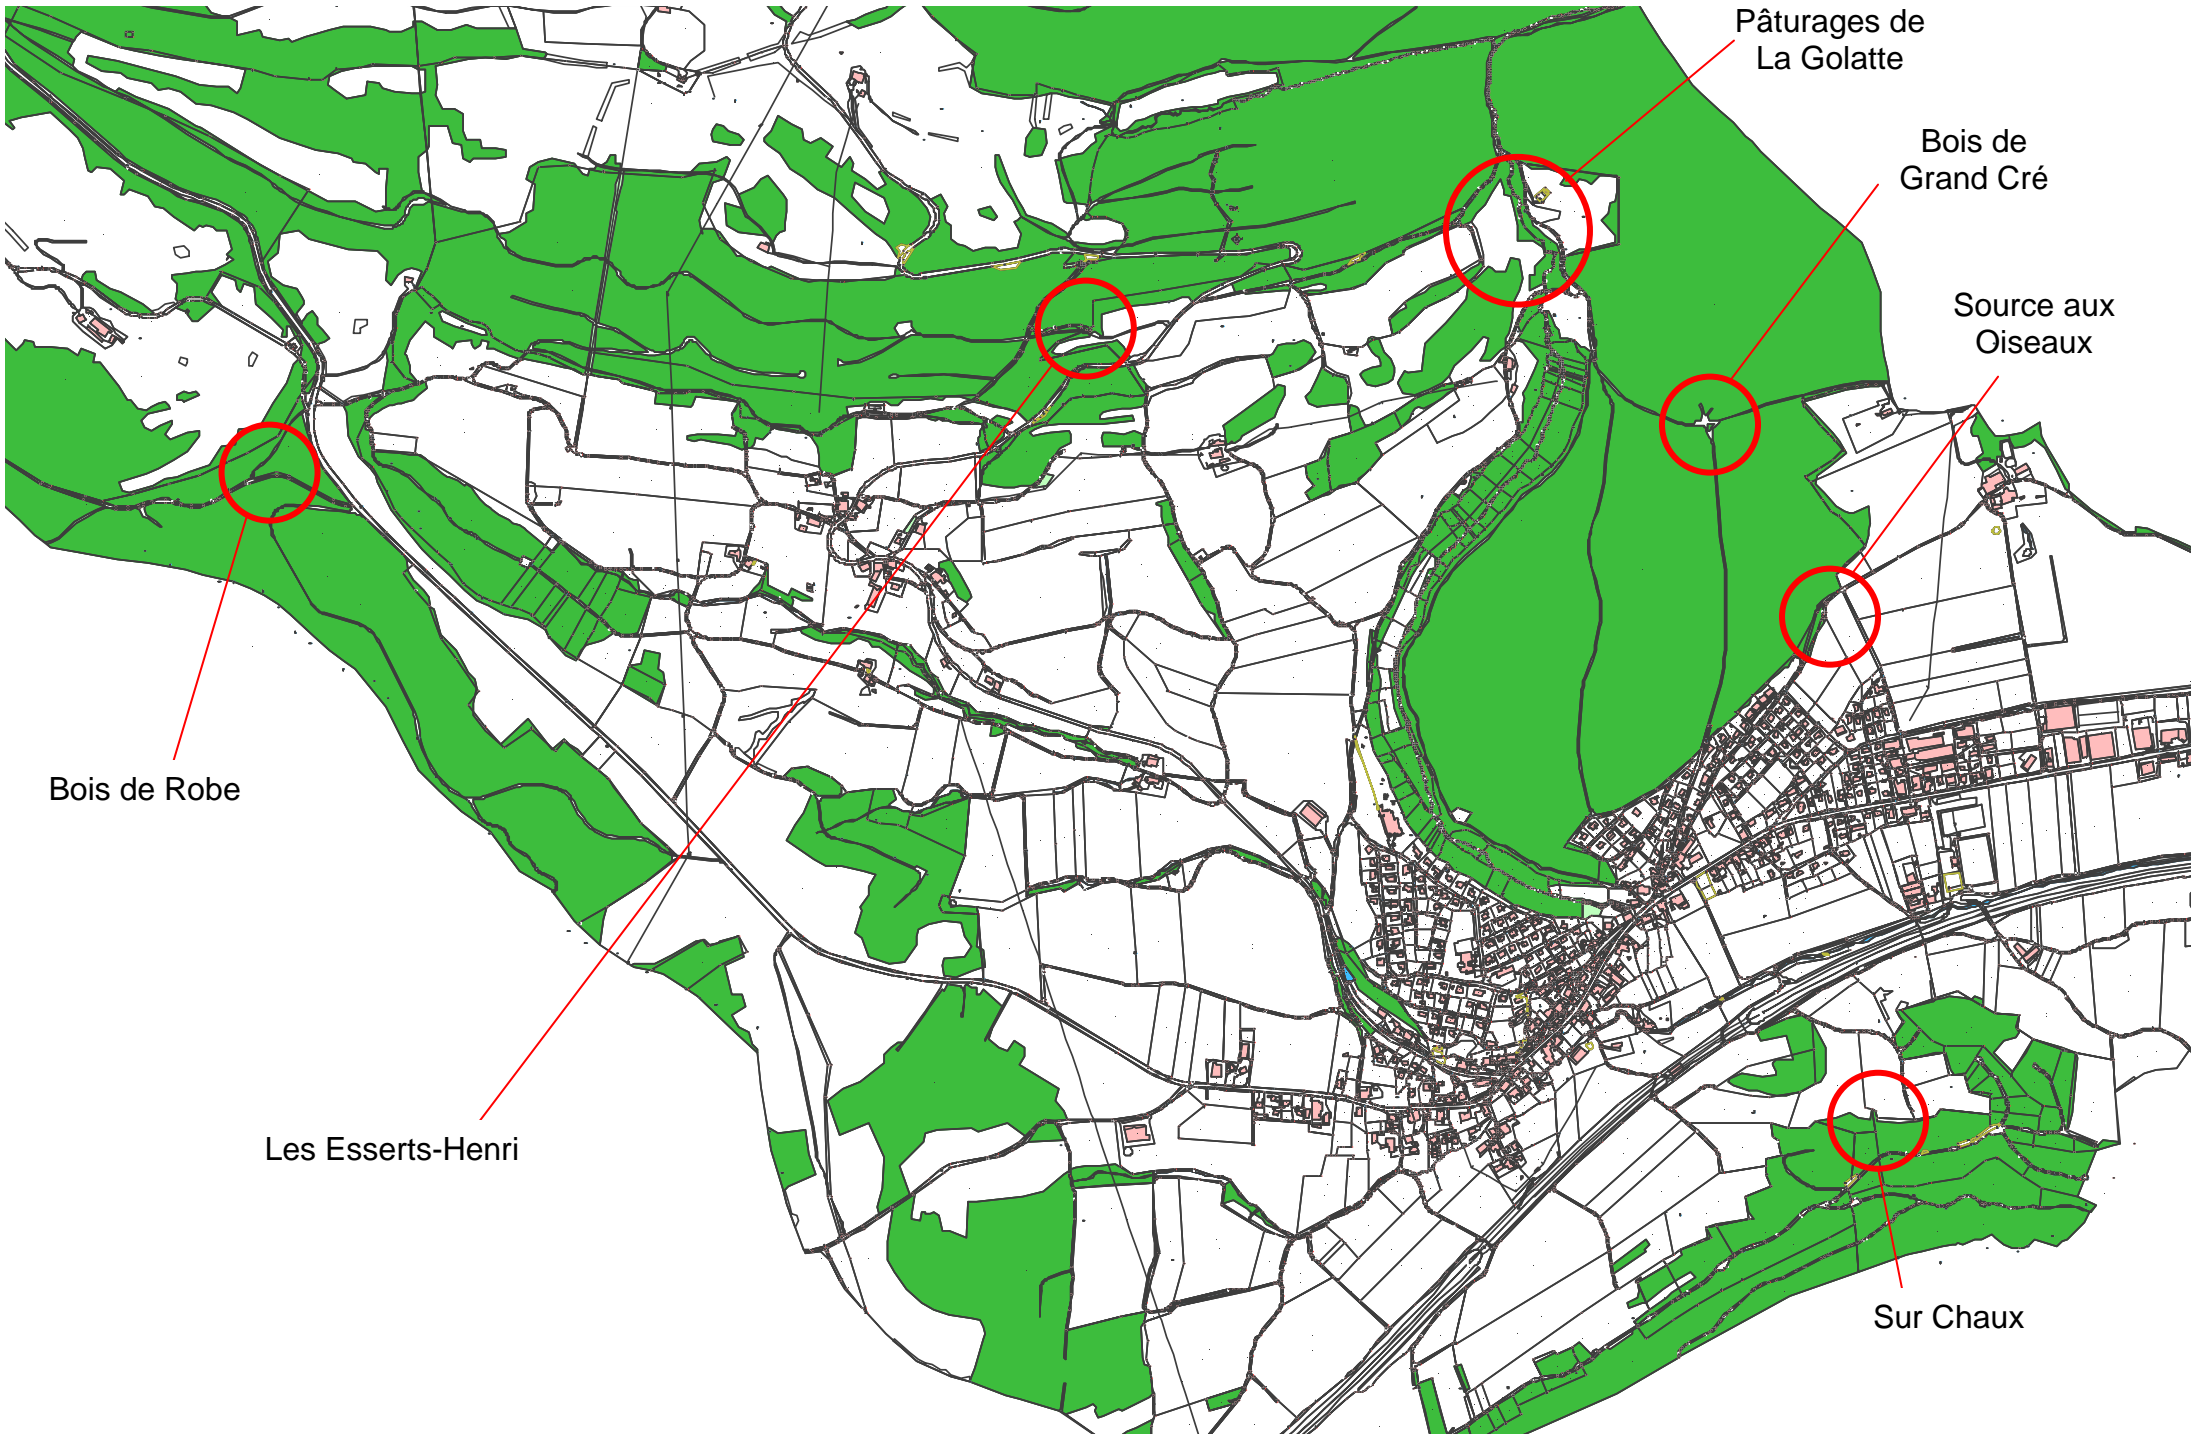 Pâturages de
La Golatte
Bois de
Grand Cré
Source aux
Oiseaux
Bois de Robe
Les Esserts-Henri
Sur Chaux